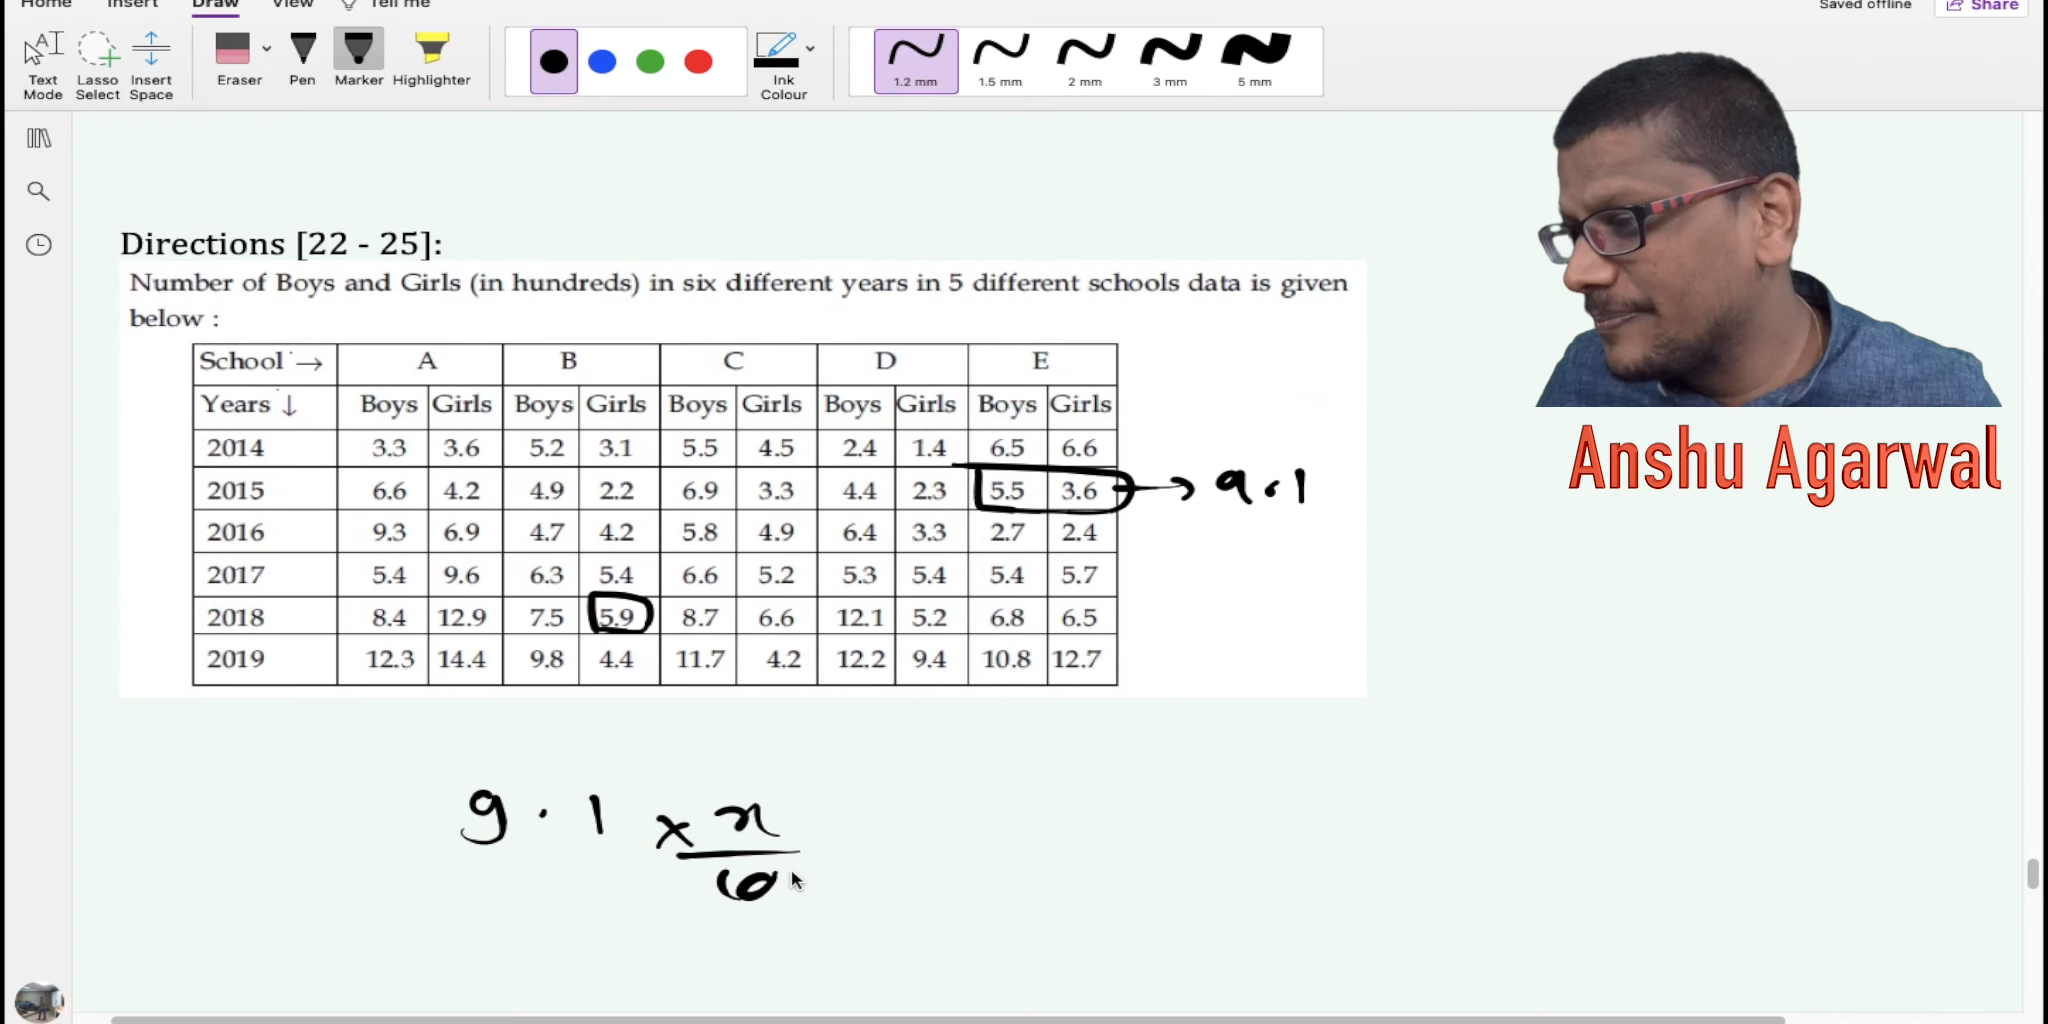 Home Insert Draw View Tell me Saved offline Share
Text Mode Lasso Select Insert Space Eraser Pen Marker Highlighter Ink Colour 1.2 mm 1.5 mm 2 mm 3 mm 5 mm
Directions [22 - 25]:
Number of Boys and Girls (in hundreds) in six different years in 5 different schools data is given
below :
School → A B C D E
Years ↓ Boys Girls Boys Girls Boys Girls Boys Girls Boys Girls
2014 3.3 3.6 5.2 3.1 5.5 4.5 2.4 1.4 6.5 6.6
2015 6.6 4.2 4.9 2.2 6.9 3.3 4.4 2.3 5.5 3.6 → 9.1
2016 9.3 6.9 4.7 4.2 5.8 4.9 6.4 3.3 2.7 2.4
2017 5.4 9.6 6.3 5.4 6.6 5.2 5.3 5.4 5.4 5.7
2018 8.4 12.9 7.5 5.9 8.7 6.6 12.1 5.2 6.8 6.5
2019 12.3 14.4 9.8 4.4 11.7 4.2 12.2 9.4 10.8 12.7
Anshu Agarwal
9.1 × x